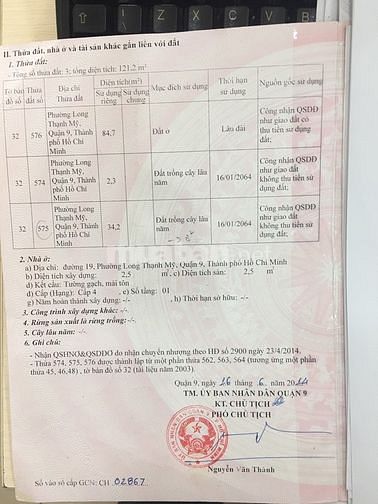 Z X C V B
II. Thửa đất, nhà ở và tài sản khác gắn liền với đất
1. Thửa đất:
- Tổng số thửa đất: 3; tổng diện tích: 121,2 m²
Tờ bản đồ số Thửa đất số Địa chỉ Thửa đất Diện tích(m²) Sử dụng riêng Sử dụng chung Mục đích sử dụng Thời hạn sử dụng Nguồn gốc sử dụng
32 576 Phường Long Thạnh Mỹ, Quận 9, Thành phố Hồ Chí Minh 84,7 Đất ở Lâu dài Công nhận QSDĐ như giao đất có thu tiền sử dụng đất;
32 574 Phường Long Thạnh Mỹ, Quận 9, Thành phố Hồ Chí Minh 2,3 Đất trồng cây lâu năm 16/01/2064 Công nhận QSDĐ như giao đất không thu tiền sử dụng đất;
32 575 Phường Long Thạnh Mỹ, Quận 9, Thành phố Hồ Chí Minh 34,2 Đất trồng cây lâu năm 16/01/2064 Công nhận QSDĐ như giao đất không thu tiền sử dụng đất;
2. Nhà ở:
a) Địa chỉ: đường 19, Phường Long Thạnh Mỹ, Quận 9, Thành phố Hồ Chí Minh
b) Diện tích xây dựng: 2,5 m², c) Diện tích sàn: 2,5 m²
d) Kết cấu: Tường gạch, mái tôn
đ) Cấp (Hạng): Cấp 4 , e) Số tầng: 01
g) Năm hoàn thành xây dựng: -/- , h) Thời hạn sở hữu: -/-
3. Công trình xây dựng khác: -/-
4. Rừng sản xuất là rừng trồng: -/-
5. Cây lâu năm: -/-
6. Ghi chú:
- Nhận QSHNO&QSDĐO do nhận chuyển nhượng theo HĐ số 2900 ngày 23/4/2014.
- Thửa 574, 575, 576 được thành lập từ một phần thửa 562, 563, 564 (tương ứng một phần thửa 45, 46,48) , tờ bản đồ số 32 (tài liệu năm 2003).
Quận 9, ngày 16 tháng 6 năm 2014
TM. ỦY BAN NHÂN DÂN QUẬN 9
KT. CHỦ TỊCH
PHÓ CHỦ TỊCH
Nguyễn Văn Thành
Số vào sổ cấp GCN: CH 02867